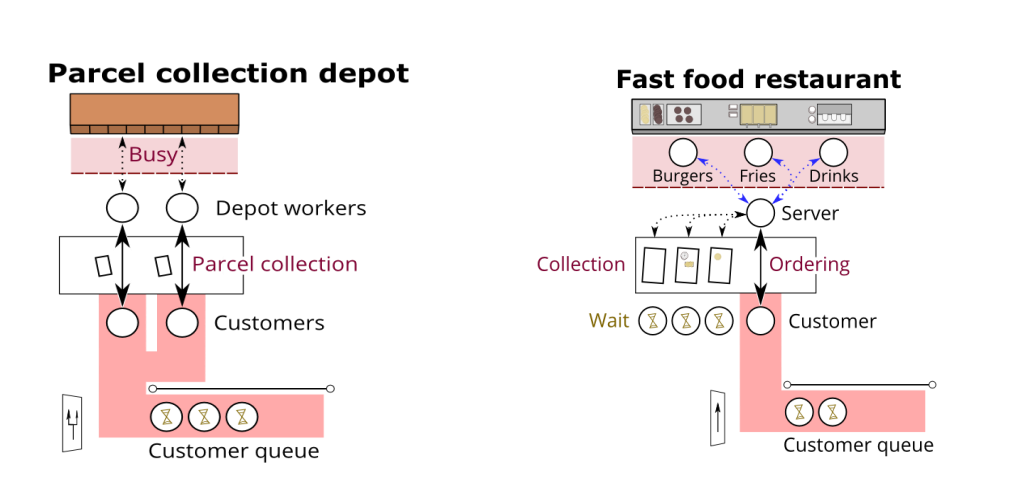 Parcel collection depot
Busy
Depot workers
Parcel collection
Customers
Customer queue
Fast food restaurant
Burgers
Fries
Drinks
Server
Collection
Ordering
Wait
Customer
Customer queue